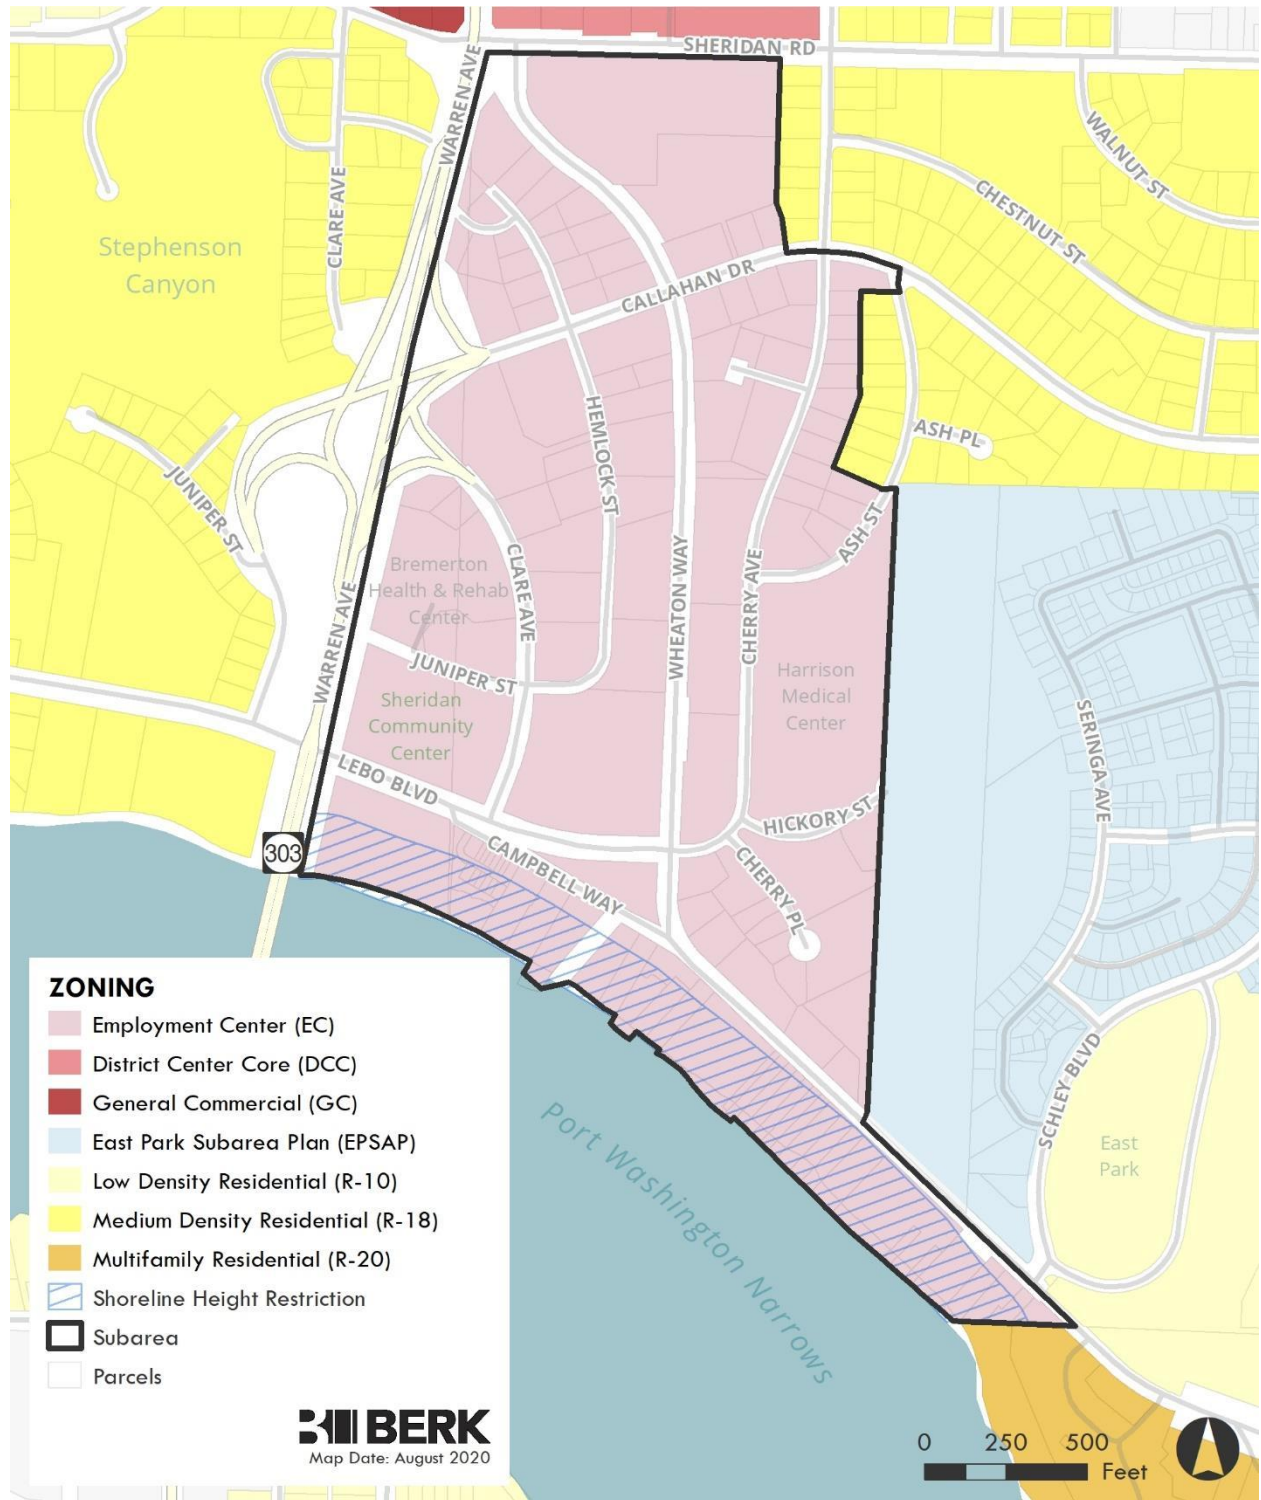 SHERIDAN RD
WARREN AVE
WALNUT ST
CHESTNUT ST
CLARE AVE
Stephenson
Canyon
CALLAHAN DR
HEMLOCK ST
ASH PL
JUNIPER ST
ASH ST
CLARE AVE
Bremerton
Health & Rehab
Center
WHEATON WAY
CHERRY AVE
WARREN AVE
JUNIPER ST
Harrison
Medical
Center
Sheridan
Community
Center
SERINGA AVE
LEBO BLVD
HICKORY ST
303
CAMPBELL WAY
CHERRY PL
SCHLEY BLVD
East
Park
Port Washington Narrows
ZONING
Employment Center (EC)
District Center Core (DCC)
General Commercial (GC)
East Park Subarea Plan (EPSAP)
Low Density Residential (R-10)
Medium Density Residential (R-18)
Multifamily Residential (R-20)
Shoreline Height Restriction
Subarea
Parcels
BERK
Map Date: August 2020
0 250 500
Feet